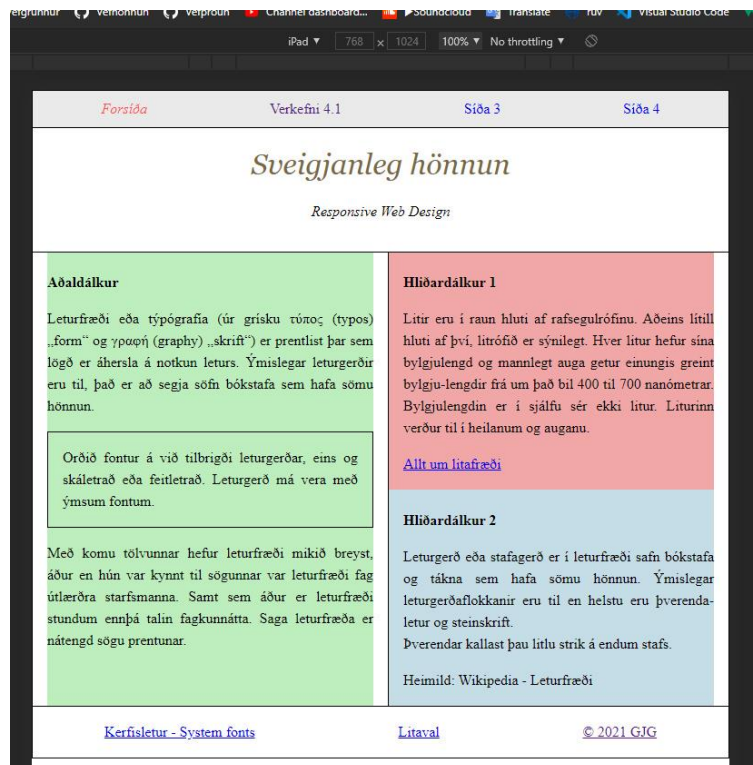 Channel dashboard...
Soundcloud
Translate
Visual Studio Code
iPad ▼ 768 x 1024 100% ▼ No throttling ▼
Forsíða Verkefni 4.1 Síða 3 Síða 4
Sveigjanleg hönnun
Responsive Web Design
Aðaldálkur
Leturfræði eða týpógrafía (úr grísku τύπος (typos)
„form“ og γραφή (graphy) „skrift“) er prentlist þar sem
lögð er áhersla á notkun leturs. Ýmislegar leturgerðir
eru til, það er að segja söfn bókstafa sem hafa sömu
hönnun.
Orðið fontur á við tilbrigði leturgerðar, eins og
skáletrað eða feitletrað. Leturgerð má vera með
ýmsum fontum.
Með komu tölvunnar hefur leturfræði mikið breyst,
áður en hún var kynnt til sögunnar var leturfræði fag
útlærðra starfsmanna. Samt sem áður er leturfræði
stundum ennþá talin fagkunnátta. Saga leturfræða er
nátengd sögu prentunar.
Hliðardálkur 1
Litir eru í raun hluti af rafsegulrófinu. Aðeins lítill
hluti af því, litrófið er sýnilegt. Hver litur hefur sína
bylgjulengd og mannlegt auga getur einungis greint
bylgju-lengdir frá um það bil 400 til 700 nanómetrar.
Bylgjulengdin er í sjálfu sér ekki litur. Liturinn
verður til í heilanum og auganu.
Allt um litafræði
Hliðardálkur 2
Leturgerð eða stafagerð er í leturfræði safn bókstafa
og tákna sem hafa sömu hönnun. Ýmislegar
leturgerðaflokkanir eru til en helstu eru þverenda-
letur og steinskrift.
Þverendar kallast þau litlu strik á endum stafs.
Heimild: Wikipedia - Leturfræði
Kerfisletur - System fonts Litaval © 2021 GJG